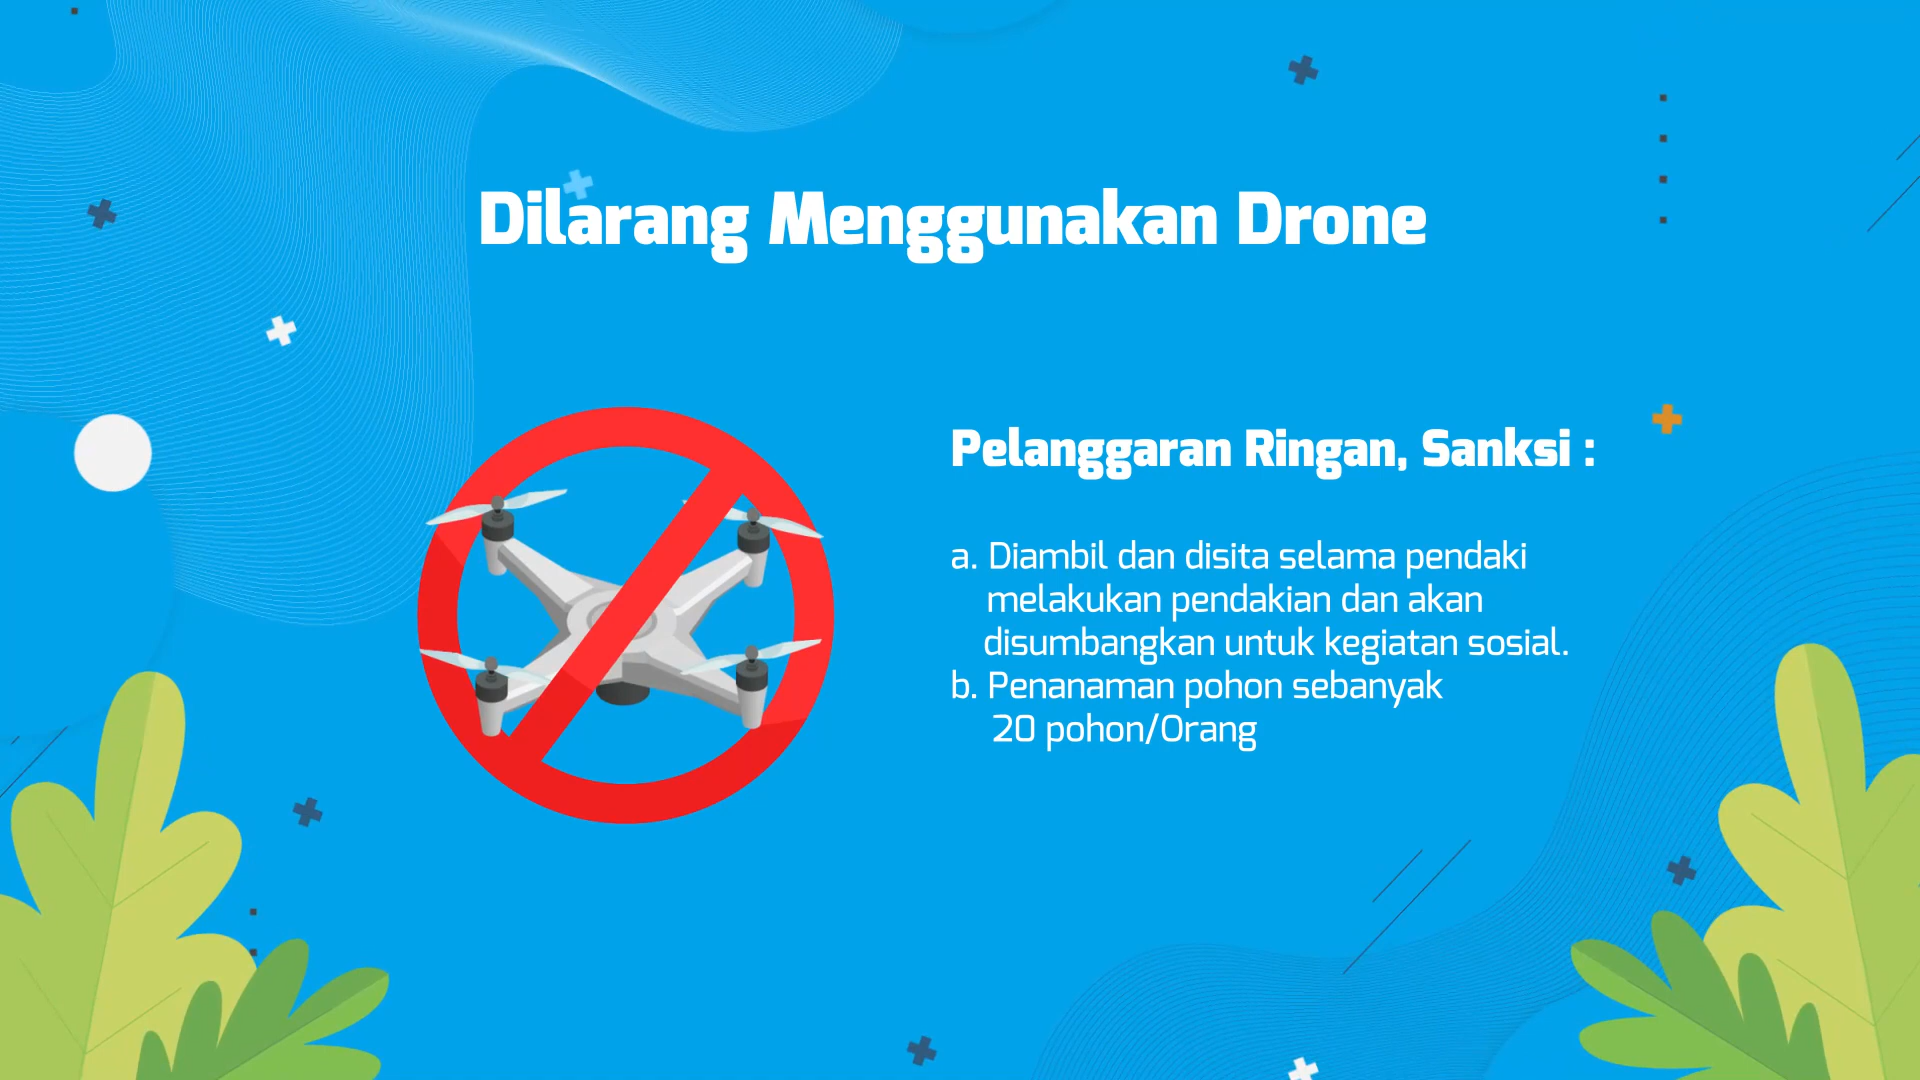 Dilarang Menggunakan Drone
Pelanggaran Ringan, Sanksi :
a. Diambil dan disita selama pendaki
melakukan pendakian dan akan
disumbangkan untuk kegiatan sosial.
b. Penanaman pohon sebanyak
20 pohon/Orang